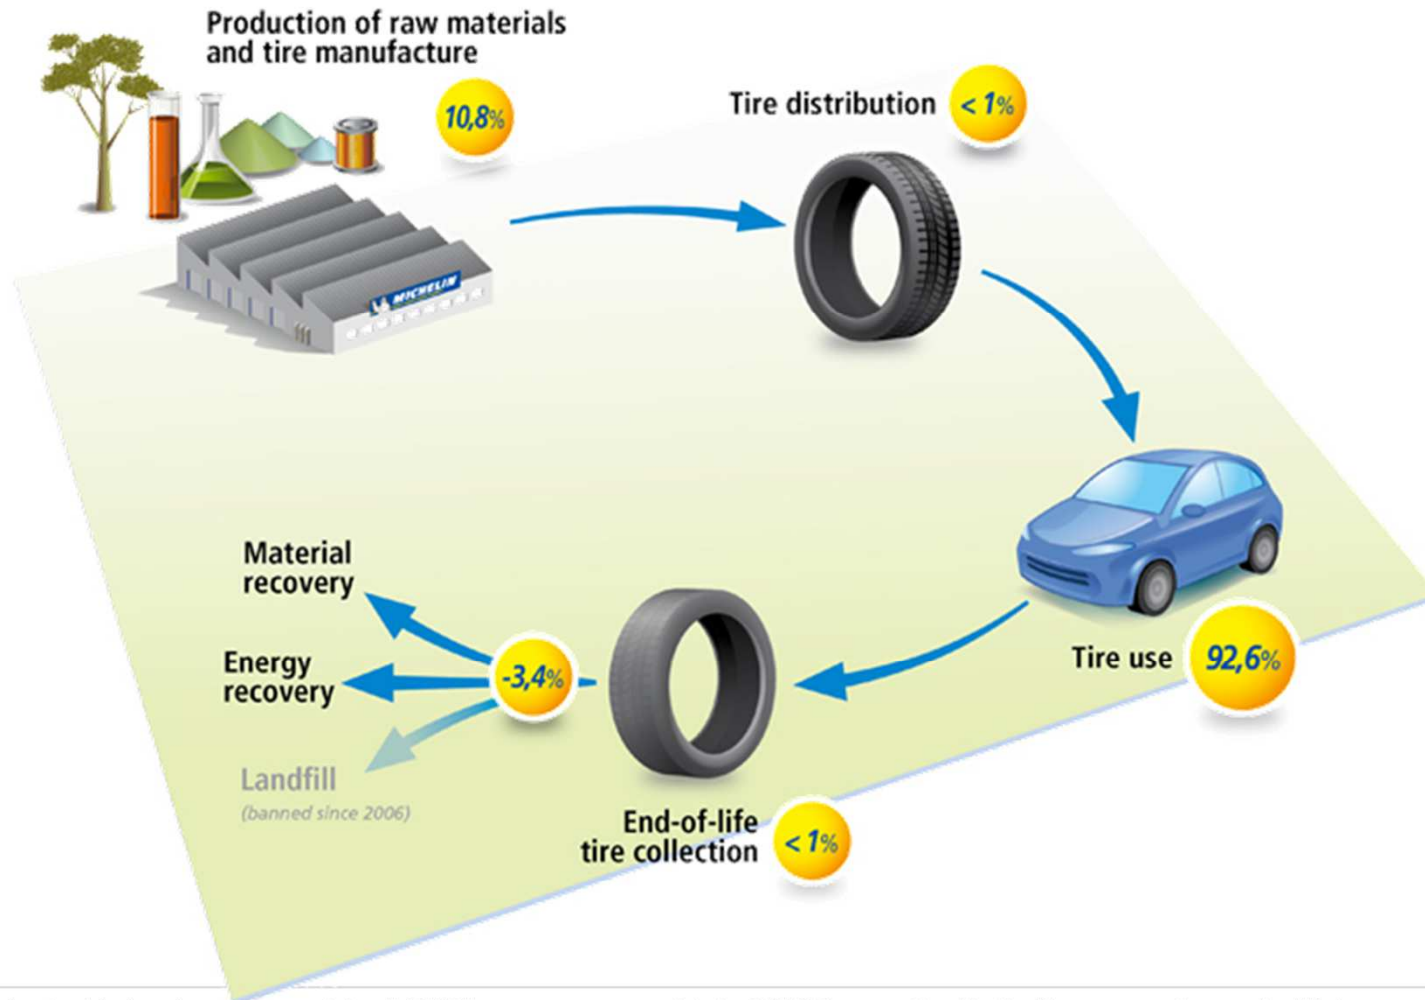 Production of raw materials
and tire manufacture
10,8%
Tire distribution
< 1%
MICHELIN
Tire use
92,6%
Material
recovery
Energy
recovery
-3,4%
Landfill
(banned since 2006)
End-of-life
tire collection
< 1%